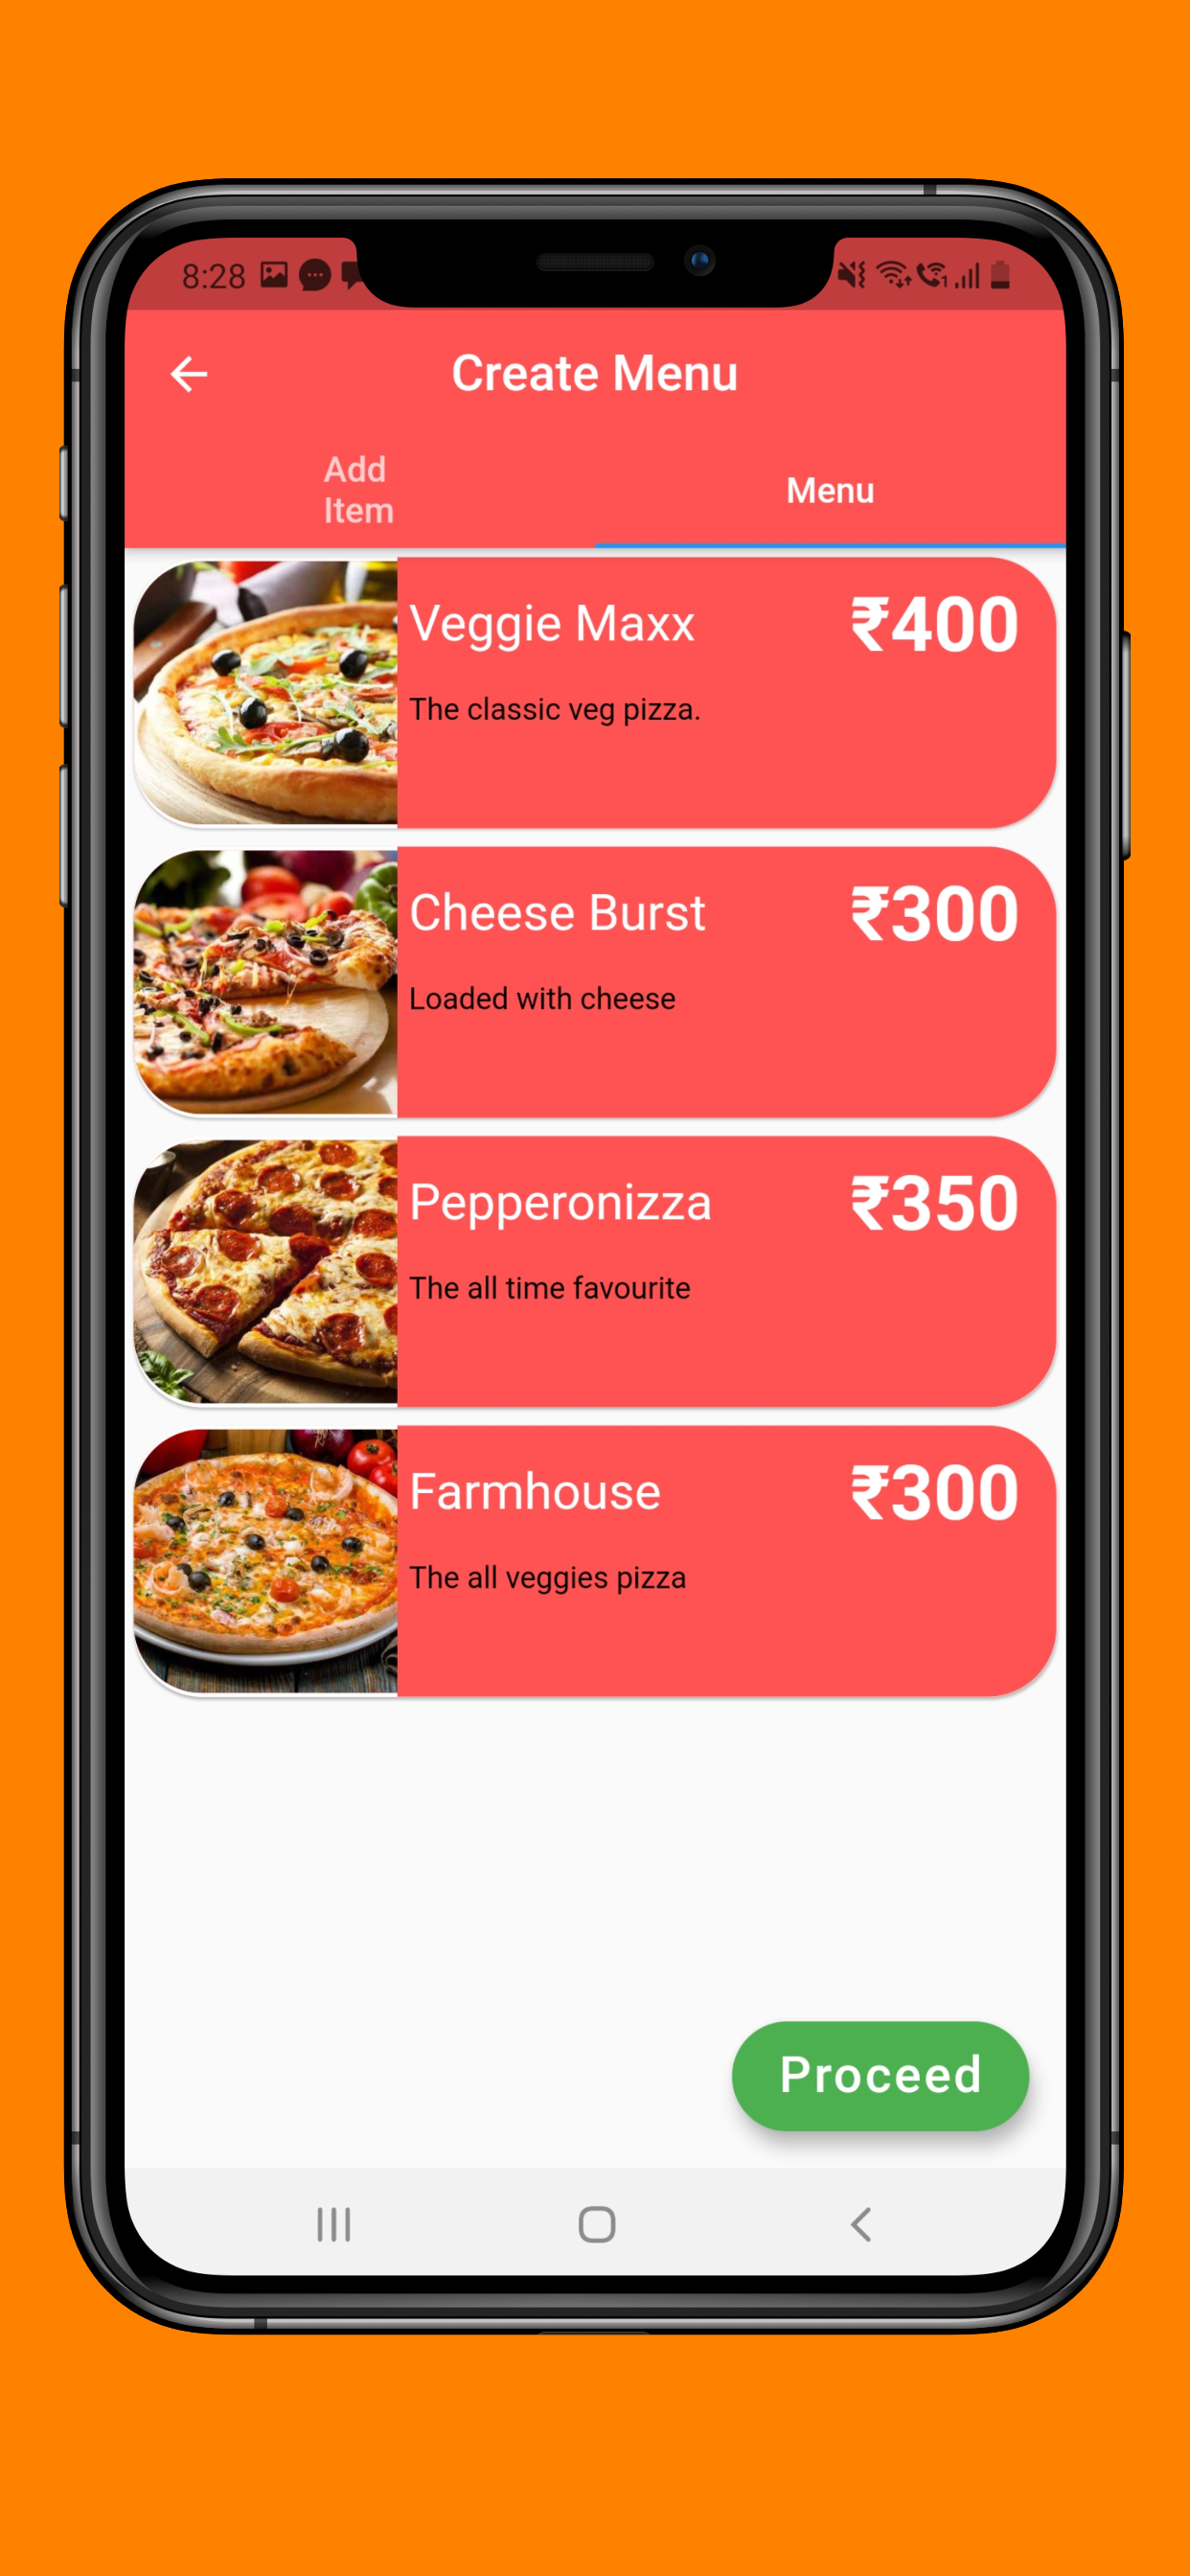 8:28
Create Menu
Add
Item
Menu
Veggie Maxx
₹400
The classic veg pizza.
Cheese Burst
₹300
Loaded with cheese
Pepperonizza
₹350
The all time favourite
Farmhouse
₹300
The all veggies pizza
Proceed